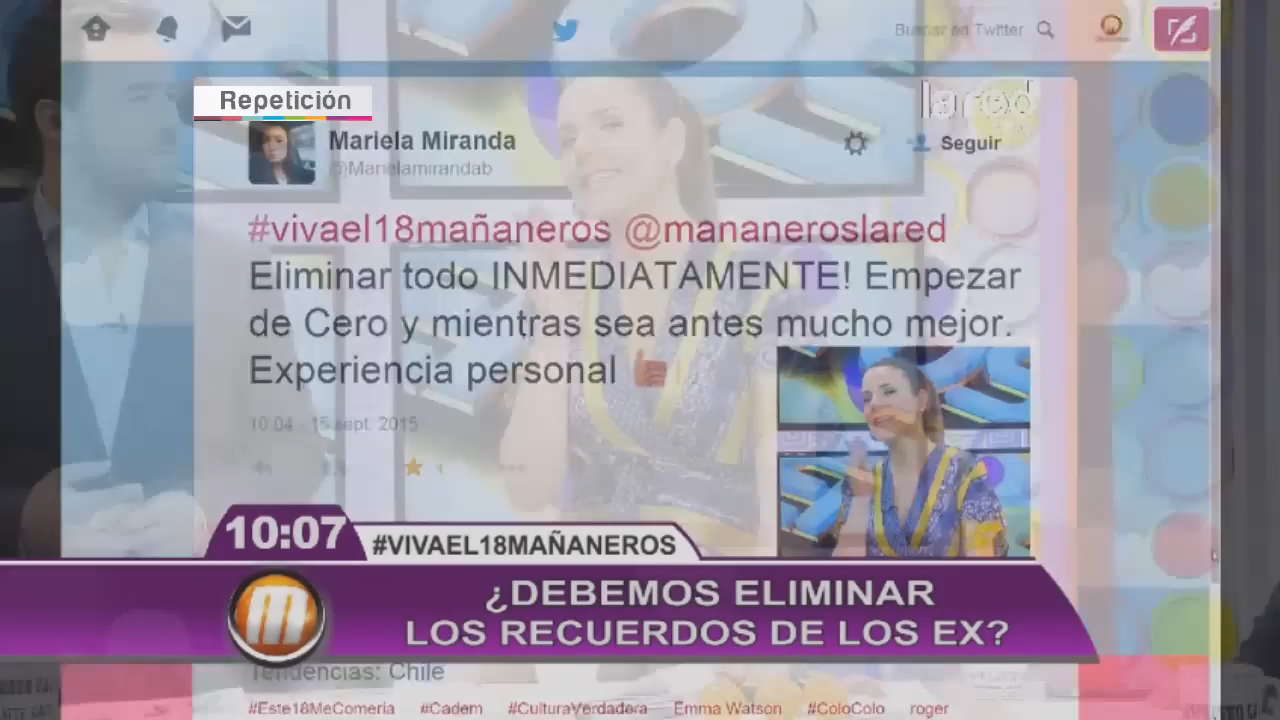 Buscar en Twitter
Repetición
la red
Mariela Miranda
@Marielamirandab
Seguir
#vivael18mañaneros @mananeroslared
Eliminar todo INMEDIATAMENTE! Empezar
de Cero y mientras sea antes mucho mejor.
Experiencia personal
10:04 - 15 sept. 2015
10:07
#VIVAEL18MAÑANEROS
¿DEBEMOS ELIMINAR
LOS RECUERDOS DE LOS EX?
Tendencias: Chile
#Este18MeComeria #Cadem #CulturaVerdadera Emma Watson #ColoColo roger